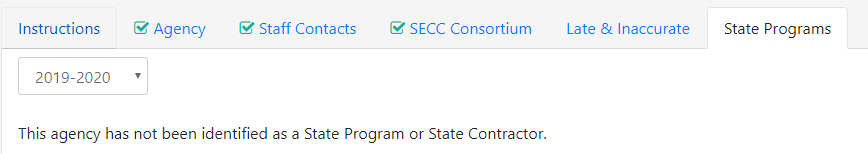 Instructions Agency Staff Contacts SECC Consortium Late & Inaccurate State Programs
2019-2020
This agency has not been identified as a State Program or State Contractor.